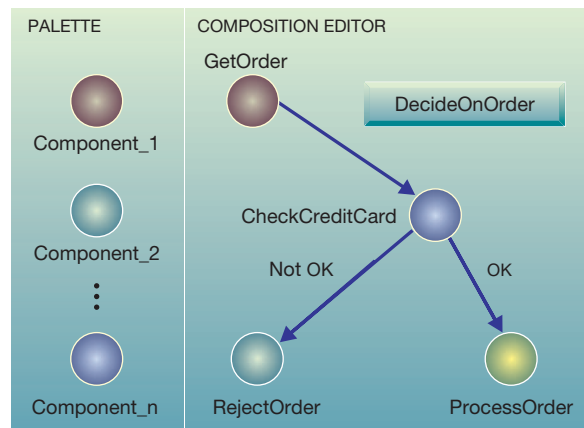 PALETTE
Component_1
Component_2
Component_n
COMPOSITION EDITOR
GetOrder
DecideOnOrder
CheckCreditCard
Not OK
OK
RejectOrder
ProcessOrder